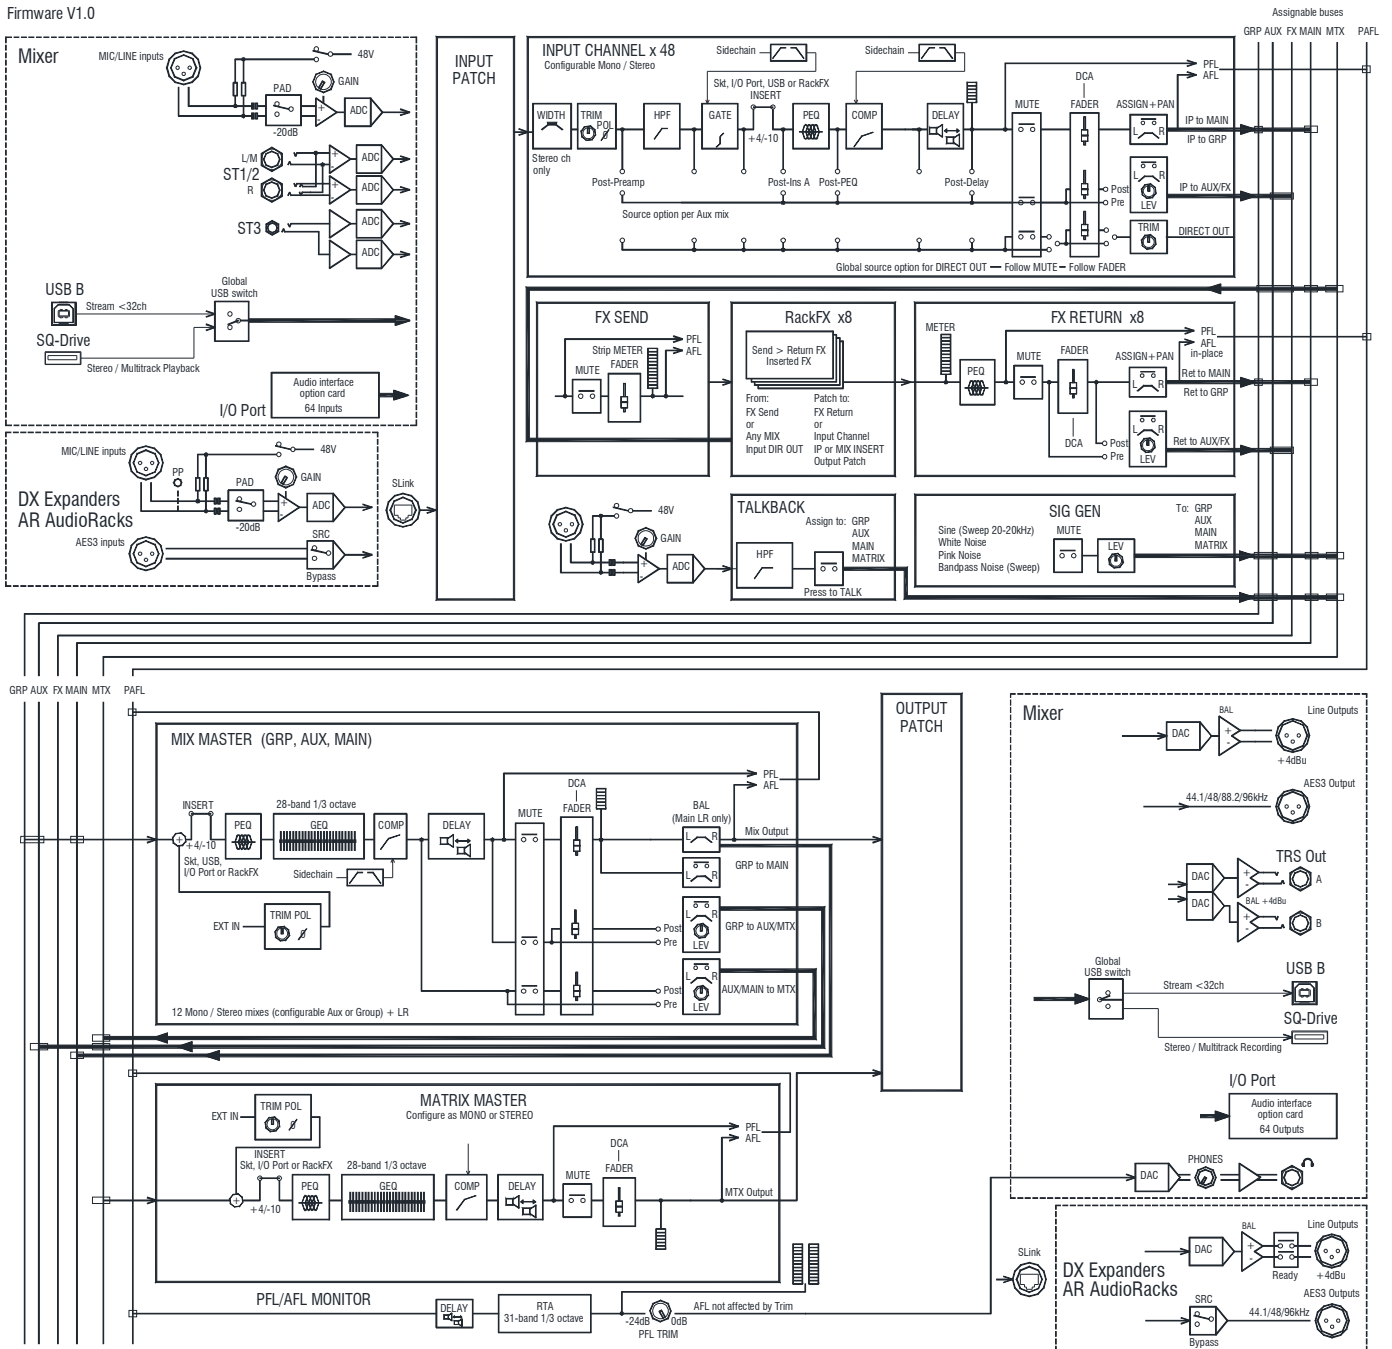 Firmware V1.0
Assignable buses
GRP AUX FX MAIN MTX PAFL
Mixer
MIC/LINE inputs
48V
GAIN
PAD
-20dB
ADC
L/M
ST1/2
R
ADC
ADC
ST3
ADC
ADC
USB B
Stream <32ch
Global
USB switch
SQ-Drive
Stereo / Multitrack Playback
I/O Port
Audio interface
option card
64 Inputs
MIC/LINE inputs
48V
PP
GAIN
PAD
-20dB
ADC
DX Expanders
AR AudioRacks
AES3 inputs
SRC
Bypass
SLink
INPUT
PATCH
INPUT CHANNEL x 48
Configurable Mono / Stereo
Sidechain
Sidechain
Skt, I/O Port, USB or RackFX
INSERT
+4/-10
WIDTH
Stereo ch
only
TRIM
POL
HPF
GATE
PEQ
COMP
DELAY
MUTE
DCA
FADER
ASSIGN+PAN
L R
PFL
AFL
IP to MAIN
IP to GRP
Post-Preamp
Post-Ins A
Post-PEQ
Post-Delay
Source option per Aux mix
Post
Pre
L R
LEV
IP to AUX/FX
TRIM
DIRECT OUT
Global source option for DIRECT OUT — Follow MUTE – Follow FADER
FX SEND
PFL
AFL
Strip METER
FADER
MUTE
RackFX x8
Send > Return FX
Inserted FX
From:
FX Send
or
Any MIX
Input DIR OUT
Patch to:
FX Return
or
Input Channel
IP or MIX INSERT
Output Patch
FX RETURN x8
METER
PEQ
MUTE
FADER
DCA
ASSIGN+PAN
L R
PFL
AFL
in-place
Ret to MAIN
Ret to GRP
Post
Pre
L R
LEV
Ret to AUX/FX
48V
GAIN
ADC
TALKBACK
Assign to: GRP
AUX
MAIN
MATRIX
HPF
Press to TALK
SIG GEN
Sine (Sweep 20-20kHz)
White Noise
Pink Noise
Bandpass Noise (Sweep)
MUTE
LEV
To: GRP
AUX
MAIN
MATRIX
GRP AUX FX MAIN MTX PAFL
MIX MASTER (GRP, AUX, MAIN)
INSERT
+4/-10
Skt, USB,
I/O Port or RackFX
PEQ
28-band 1/3 octave
GEQ
COMP
Sidechain
DELAY
EXT IN
TRIM POL
MUTE
DCA
FADER
PFL
AFL
BAL
(Main LR only)
L R
Mix Output
GRP to MAIN
L R
Post
Pre
L R
LEV
GRP to AUX/MTX
Post
Pre
L R
LEV
AUX/MAIN to MTX
12 Mono / Stereo mixes (configurable Aux or Group) + LR
MATRIX MASTER
Configure as MONO or STEREO
EXT IN
TRIM POL
INSERT
Skt, I/O Port or RackFX
+4/-10
PEQ
28-band 1/3 octave
GEQ
COMP
DELAY
MUTE
DCA
FADER
PFL
AFL
MTX Output
PFL/AFL MONITOR
DELAY
RTA
31-band 1/3 octave
-24dB
0dB
PFL TRIM
AFL not affected by Trim
OUTPUT
PATCH
Mixer
DAC
BAL
Line Outputs
+4dBu
AES3 Output
44.1/48/88.2/96kHz
TRS Out
DAC
DAC
A
BAL +4dBu
B
Global
USB switch
USB B
Stream <32ch
SQ-Drive
Stereo / Multitrack Recording
I/O Port
Audio interface
option card
64 Outputs
DAC
PHONES
SLink
DX Expanders
AR AudioRacks
DAC
BAL
Ready
Line Outputs
+4dBu
SRC
Bypass
AES3 Outputs
44.1/48/96kHz